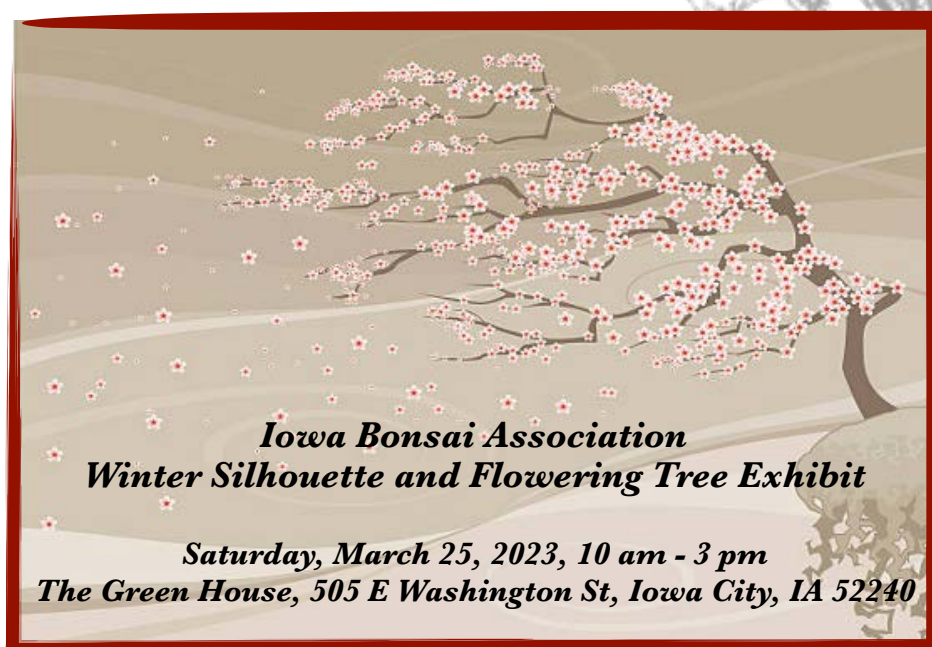 Iowa Bonsai Association
Winter Silhouette and Flowering Tree Exhibit
Saturday, March 25, 2023, 10 am - 3 pm
The Green House, 505 E Washington St, Iowa City, IA 52240